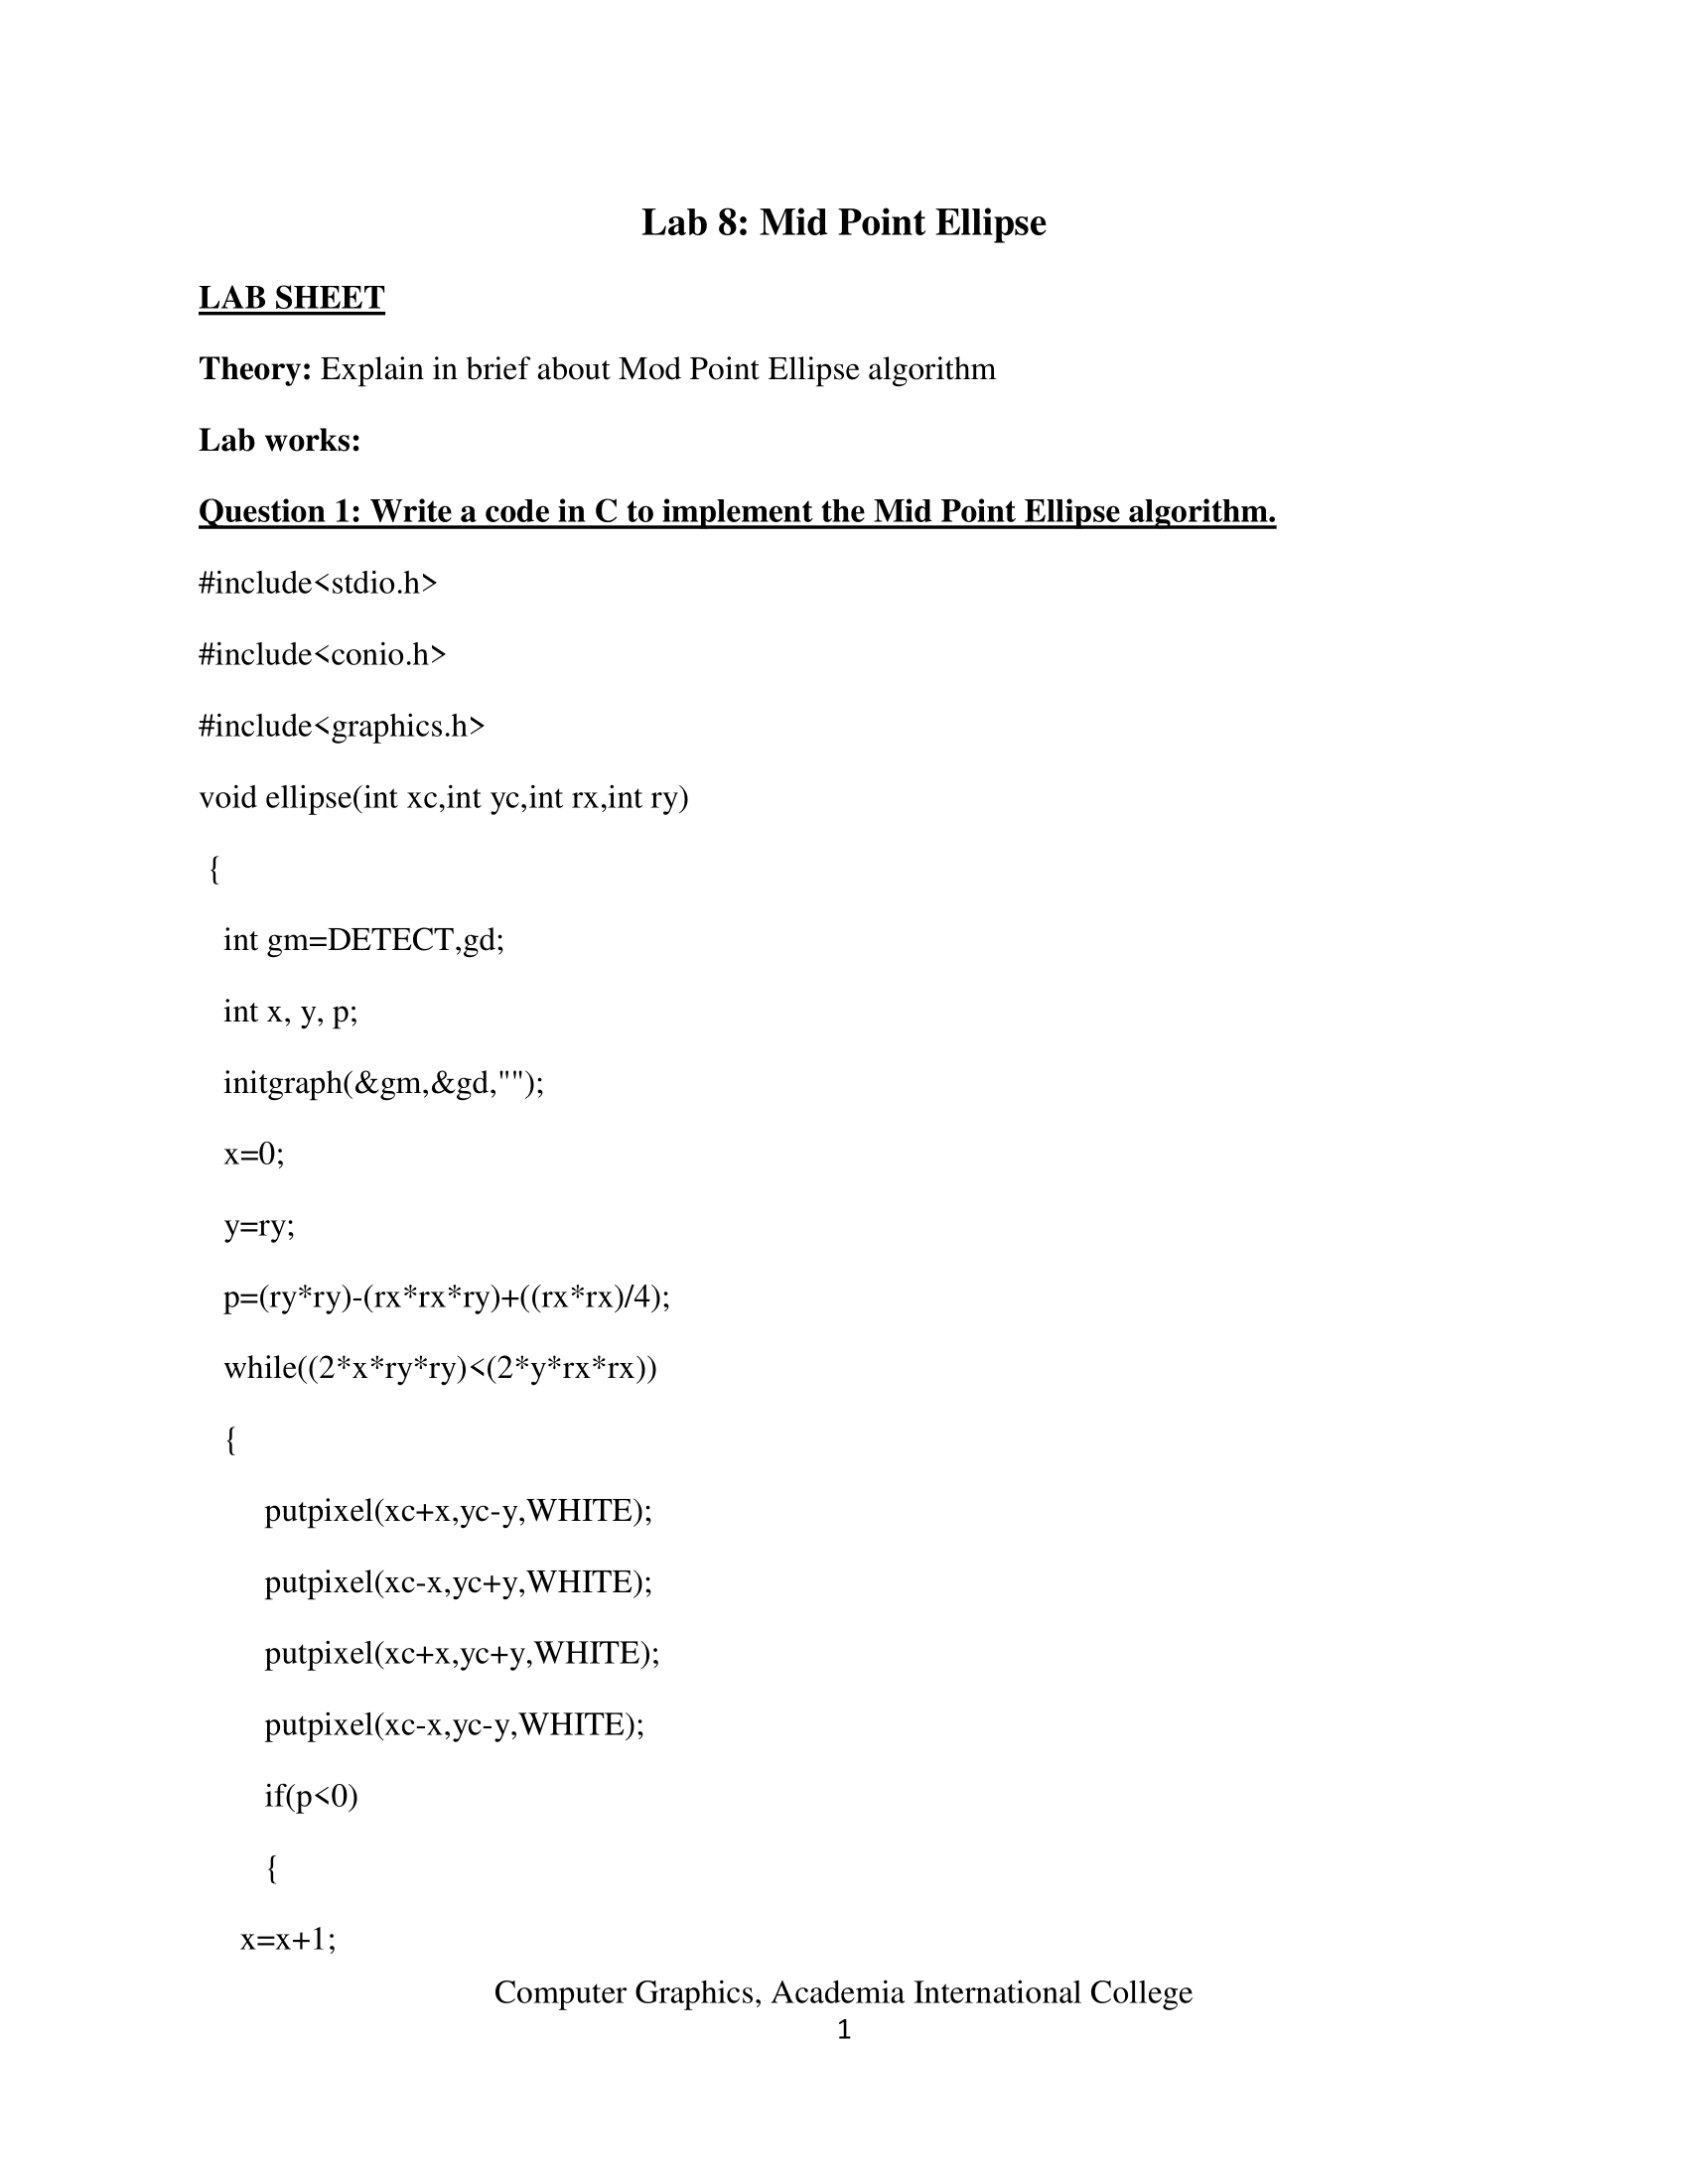 Lab 8: Mid Point Ellipse
LAB SHEET
Theory: Explain in brief about Mod Point Ellipse algorithm
Lab works:
Question 1: Write a code in C to implement the Mid Point Ellipse algorithm.
#include<stdio.h>
#include<conio.h>
#include<graphics.h>
void ellipse(int xc,int yc,int rx,int ry)
{
int gm=DETECT,gd;
int x, y, p;
initgraph(&gm,&gd,"");
x=0;
y=ry;
p=(ry*ry)-(rx*rx*ry)+((rx*rx)/4);
while((2*x*ry*ry)<(2*y*rx*rx))
{
putpixel(xc+x,yc-y,WHITE);
putpixel(xc-x,yc+y,WHITE);
putpixel(xc+x,yc+y,WHITE);
putpixel(xc-x,yc-y,WHITE);
if(p<0)
{
x=x+1;
Computer Graphics, Academia International College
1